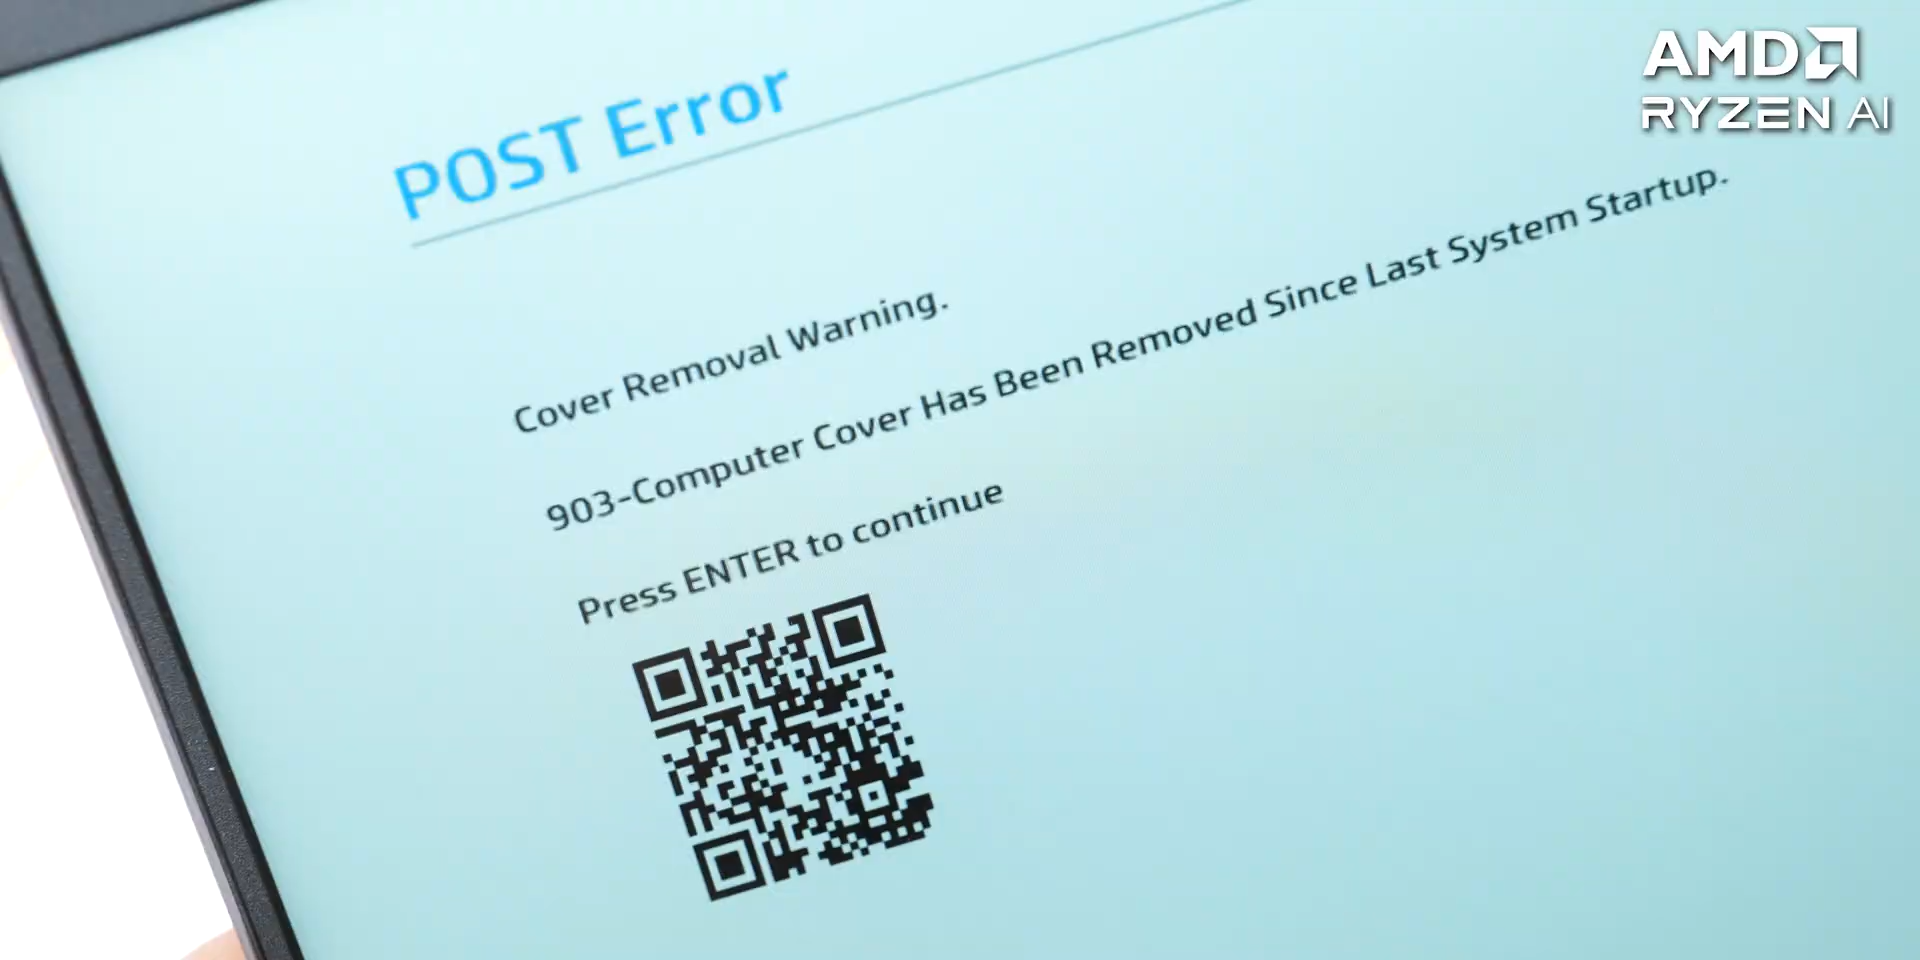 AMD
RYZEN AI
POST Error
Cover Removal Warning.
903-Computer Cover Has Been Removed Since Last System Startup.
Press ENTER to continue